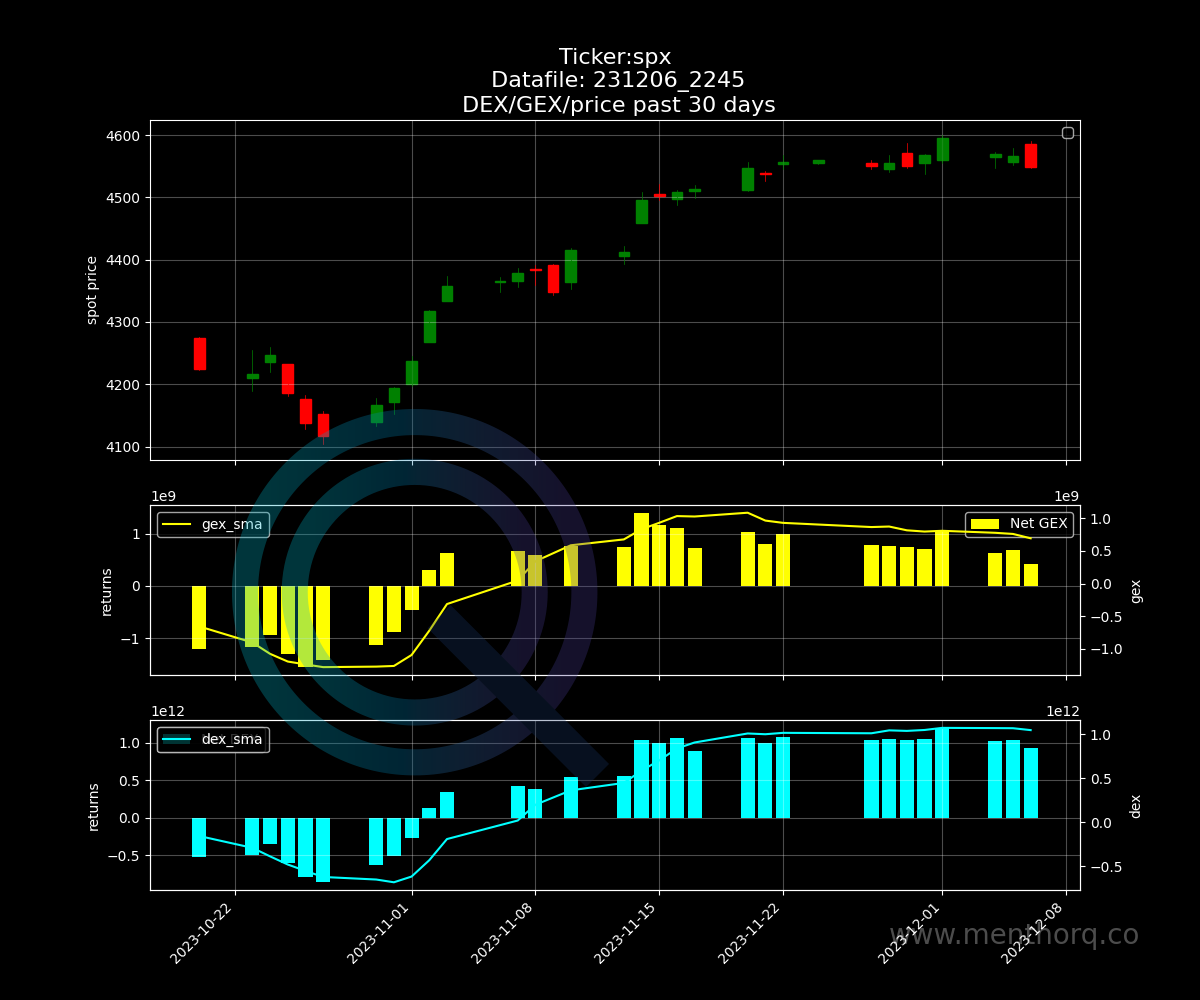 Ticker:spx
Datafile: 231206_2245
DEX/GEX/price past 30 days
4600
4500
4400
4300
4200
4100
spot price
1e9
1e9
gex_sma
Net GEX
1
0
−1
returns
1.0
0.5
0.0
−0.5
−1.0
gex
1e12
1e12
dex_sma
1.0
0.5
0.0
−0.5
returns
1.0
0.5
0.0
−0.5
dex
2023-10-22
2023-11-01
2023-11-08
2023-11-15
2023-11-22
2023-12-01
2023-12-08
www.menthorq.co